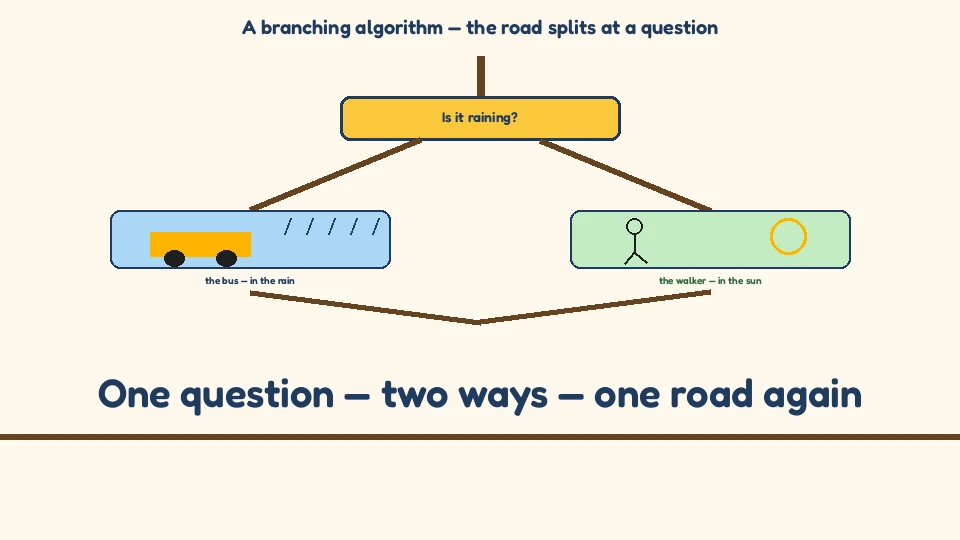 A branching algorithm — the road splits at a question
Is it raining?
the bus — in the rain
the walker — in the sun
One question — two ways — one road again